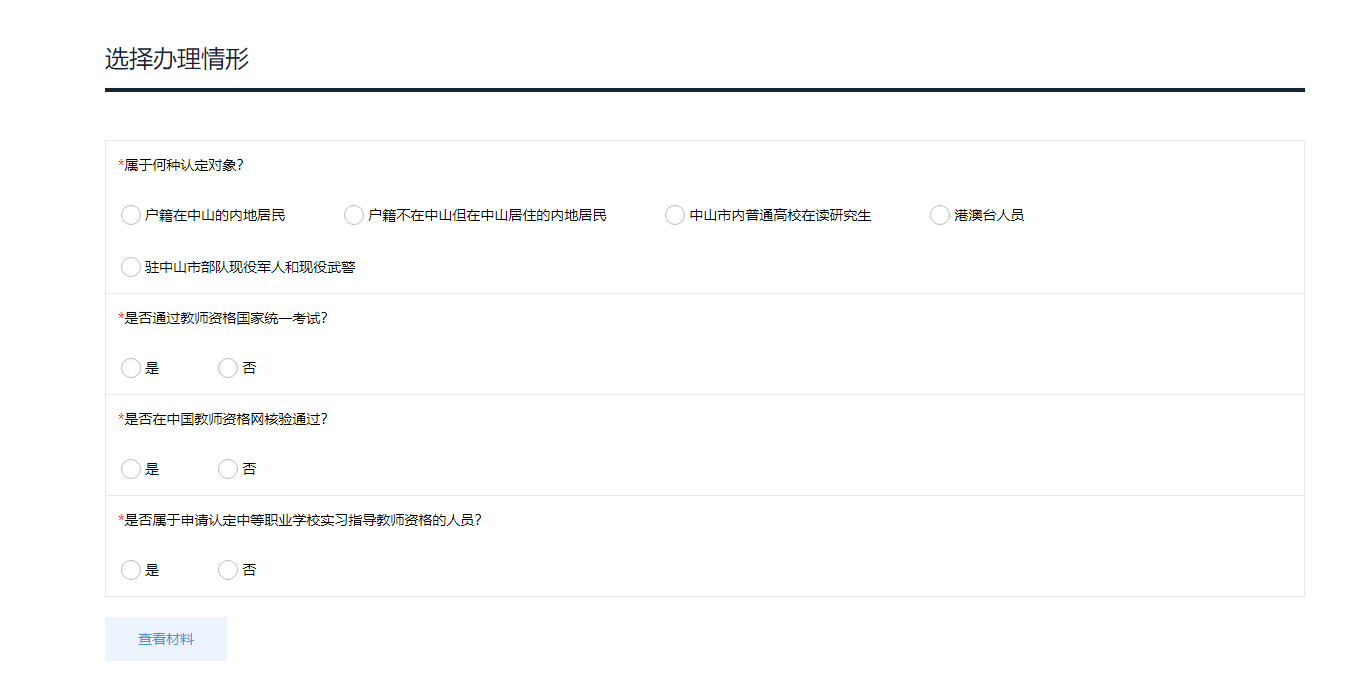 选择办理情形
*属于何种认定对象?
户籍在中山的内地居民 户籍不在中山但在中山居住的内地居民 中山市内普通高校在读研究生 港澳台人员
驻中山市部队现役军人和现役武警
*是否通过教师资格国家统一考试?
是 否
*是否在中国教师资格网核验通过?
是 否
*是否属于申请认定中等职业学校实习指导教师资格的人员?
是 否
查看材料